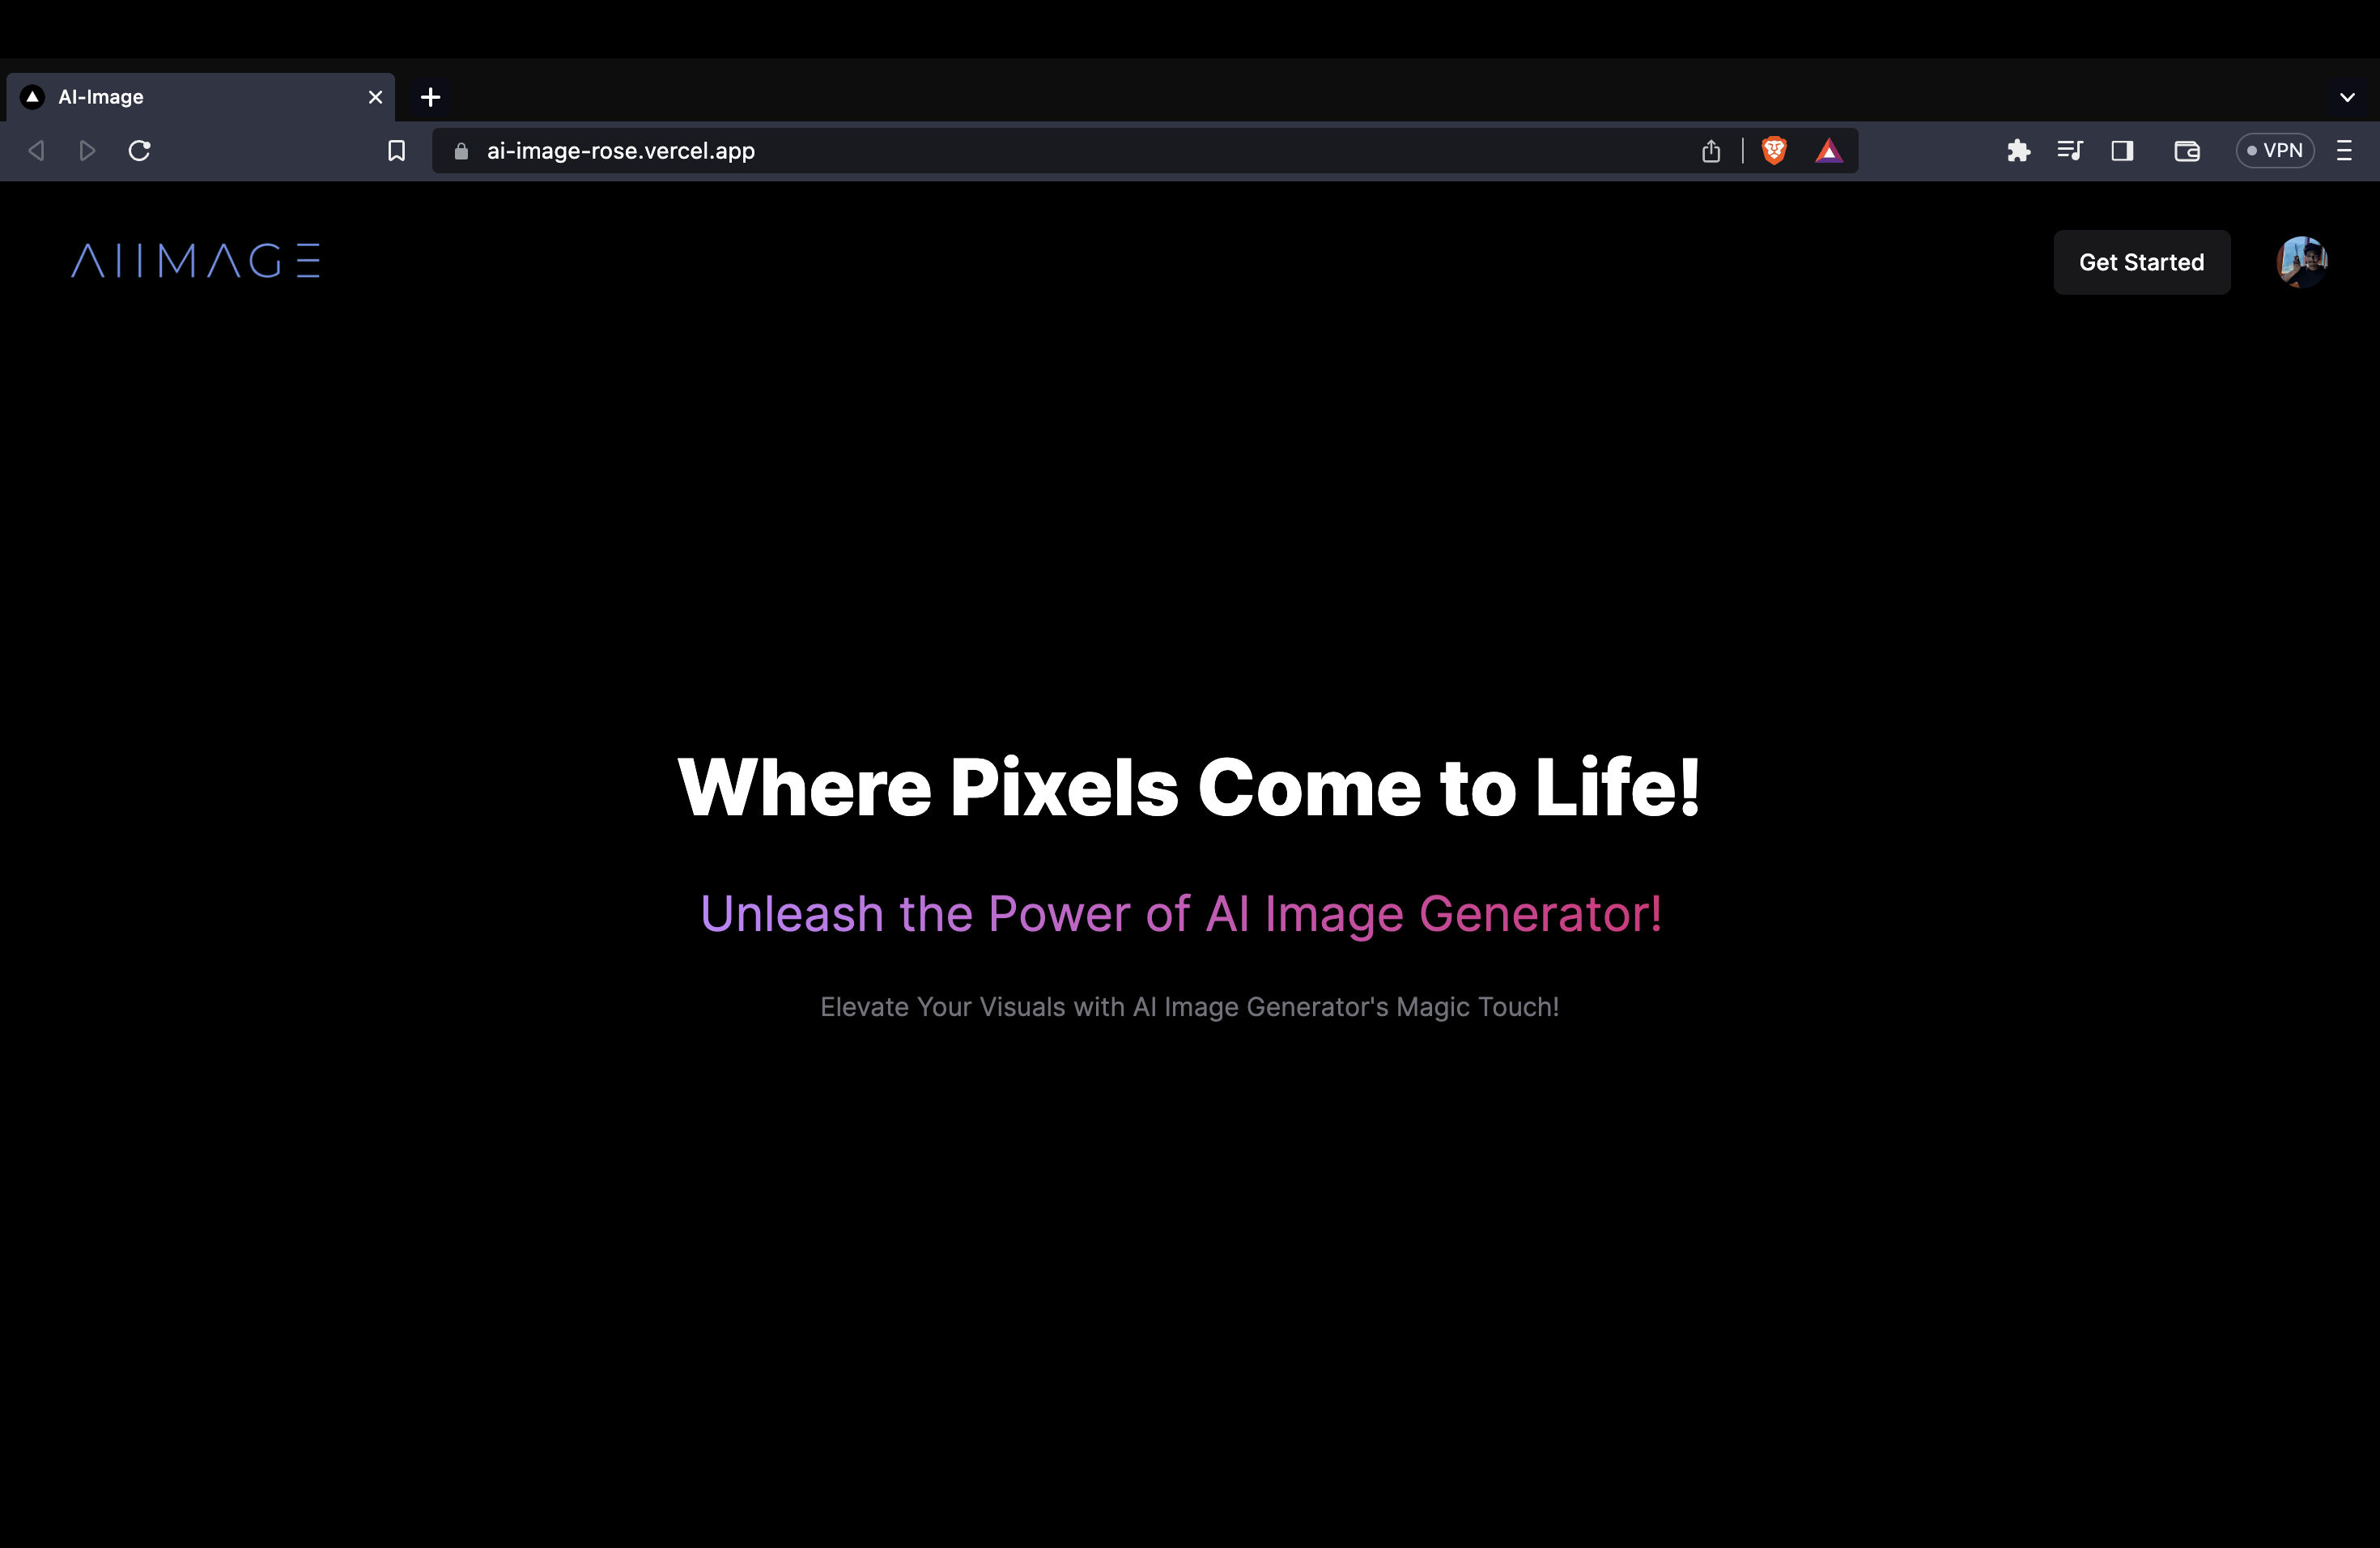 AI-Image
ai-image-rose.vercel.app
VPN
AIIMAGE
Get Started
Where Pixels Come to Life!
Unleash the Power of AI Image Generator!
Elevate Your Visuals with AI Image Generator's Magic Touch!